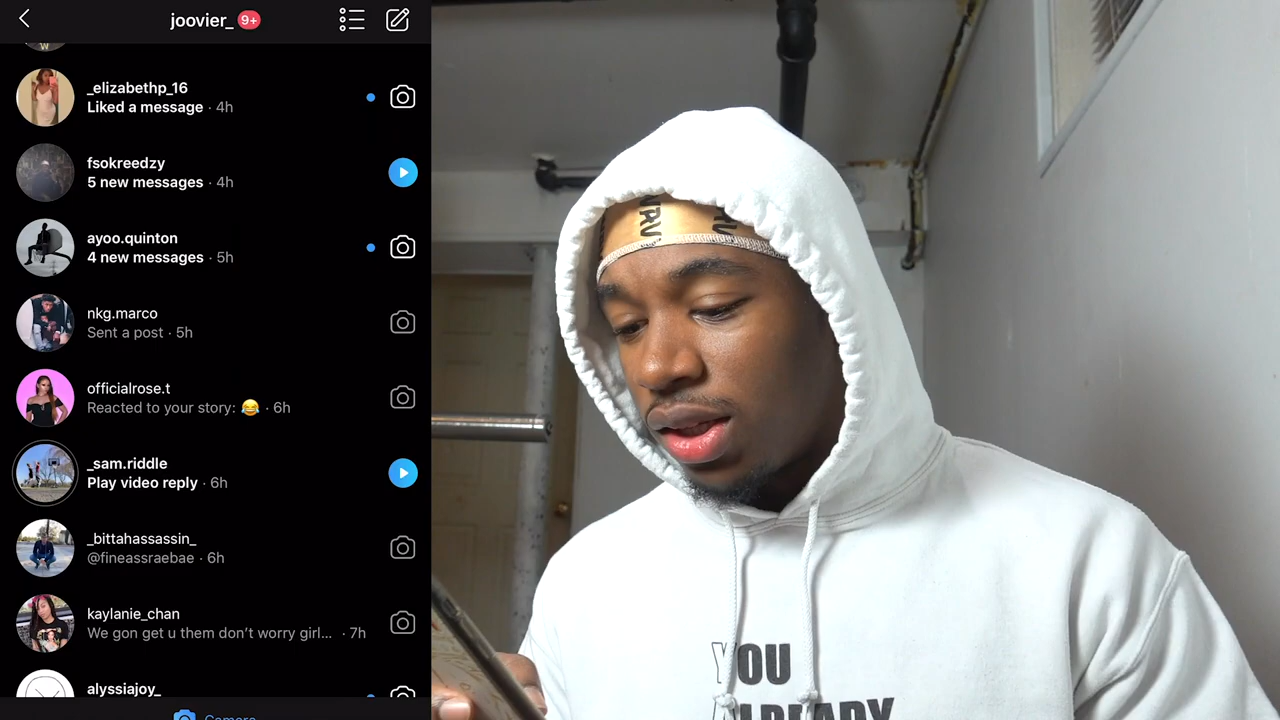 joovier_ 9+
_elizabethp_16
Liked a message · 4h
fsokreedzy
5 new messages · 4h
ayoo.quinton
4 new messages · 5h
nkg.marco
Sent a post · 5h
officialrose.t
Reacted to your story: 😂 · 6h
_sam.riddle
Play video reply · 6h
_bittahassassin_
@fineassraebae · 6h
kaylanie_chan
We gon get u them don’t worry girl... · 7h
alyssiajoy_
Camera
YOU
ALREADY